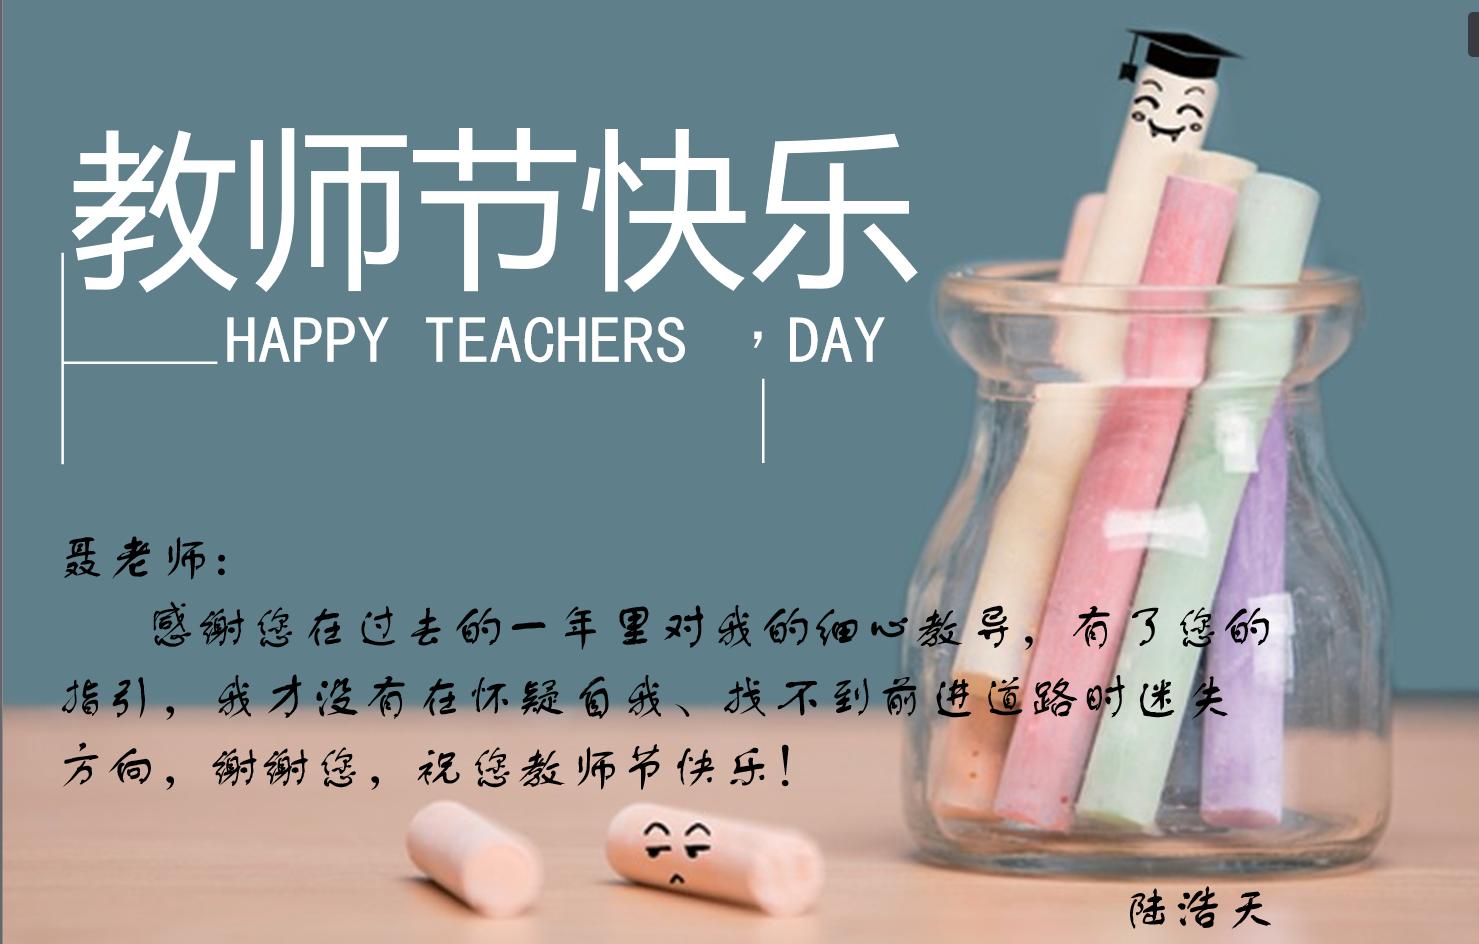 教师节快乐
HAPPY TEACHERS ’DAY
聂老师：
感谢您在过去的一年里对我的细心教导，有了您的
指引，我才没有在怀疑自我、找不到前进道路时迷失
方向，谢谢您，祝您教师节快乐！
陆浩天